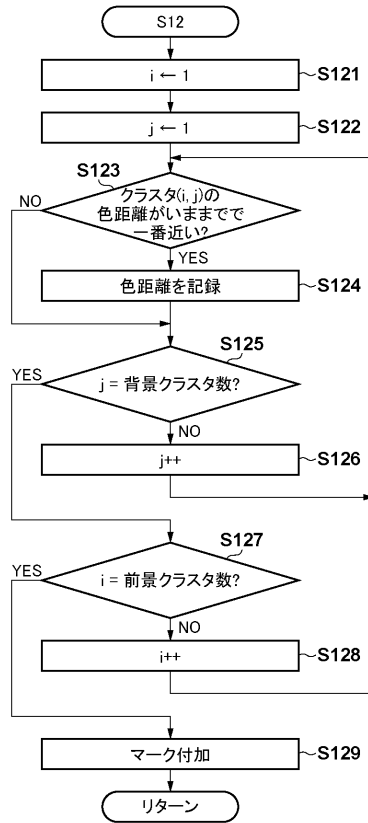 S12
i ← 1
S121
j ← 1
S122
S123
クラスタ(i, j)の
色距離がいままでで
一番近い?
NO
YES
色距離を記録
S124
S125
YES
j = 背景クラスタ数?
NO
j++
S126
S127
YES
i = 前景クラスタ数?
NO
i++
S128
マーク付加
S129
リターン